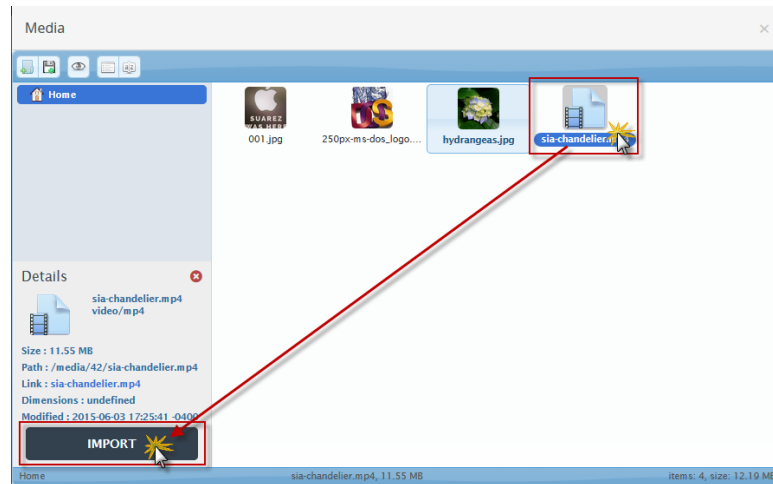 Media
Home
SUAREZ
WAS HERE
001.jpg
250px-ms-dos_logo....
hydrangeas.jpg
sia-chandelier.m
Details
sia-chandelier.mp4
video/mp4
Size : 11.55 MB
Path : /media/42/sia-chandelier.mp4
Link : sia-chandelier.mp4
Dimensions : undefined
Modified : 2015-06-03 17:25:41 -0400
IMPORT
Home
sia-chandelier.mp4, 11.55 MB
items: 4, size: 12.19 MB